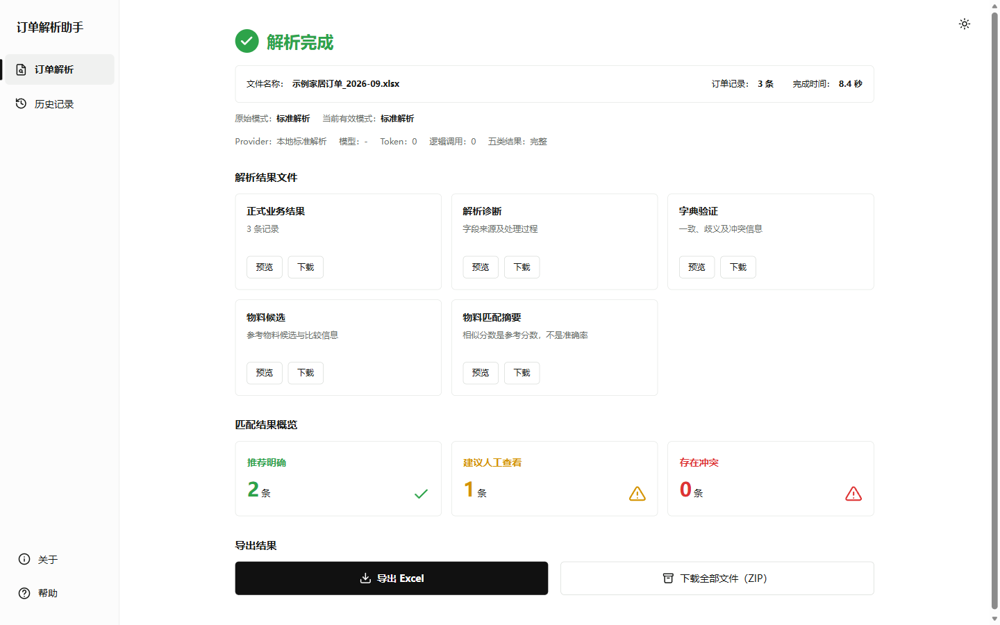 订单解析助手
订单解析
历史记录
关于
帮助
解析完成
文件名称： 示例家居订单_2026-09.xlsx 订单记录： 3 条 完成时间： 8.4 秒
原始模式：标准解析 当前有效模式：标准解析
Provider：本地标准解析 模型：- Token：0 逻辑调用：0 五类结果：完整
解析结果文件
正式业务结果
3 条记录
预览 下载
解析诊断
字段来源及处理过程
预览 下载
字典验证
一致、歧义及冲突信息
预览 下载
物料候选
参考物料候选与比较信息
预览 下载
物料匹配摘要
相似分数是参考分数，不是准确率
预览 下载
匹配结果概览
推荐明确
2 条
建议人工查看
1 条
存在冲突
0 条
导出结果
导出 Excel
下载全部文件（ZIP）